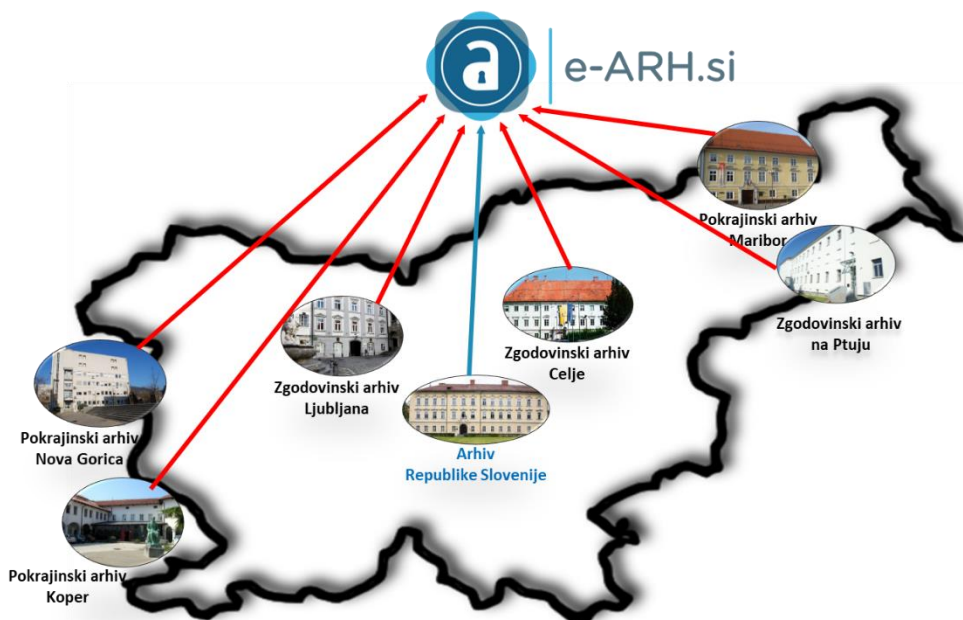 a
e-ARH.si
Pokrajinski arhiv
Maribor
Zgodovinski arhiv
na Ptuju
Zgodovinski arhiv
Celje
Zgodovinski arhiv
Ljubljana
Arhiv
Republike Slovenije
Pokrajinski arhiv
Nova Gorica
Pokrajinski arhiv
Koper